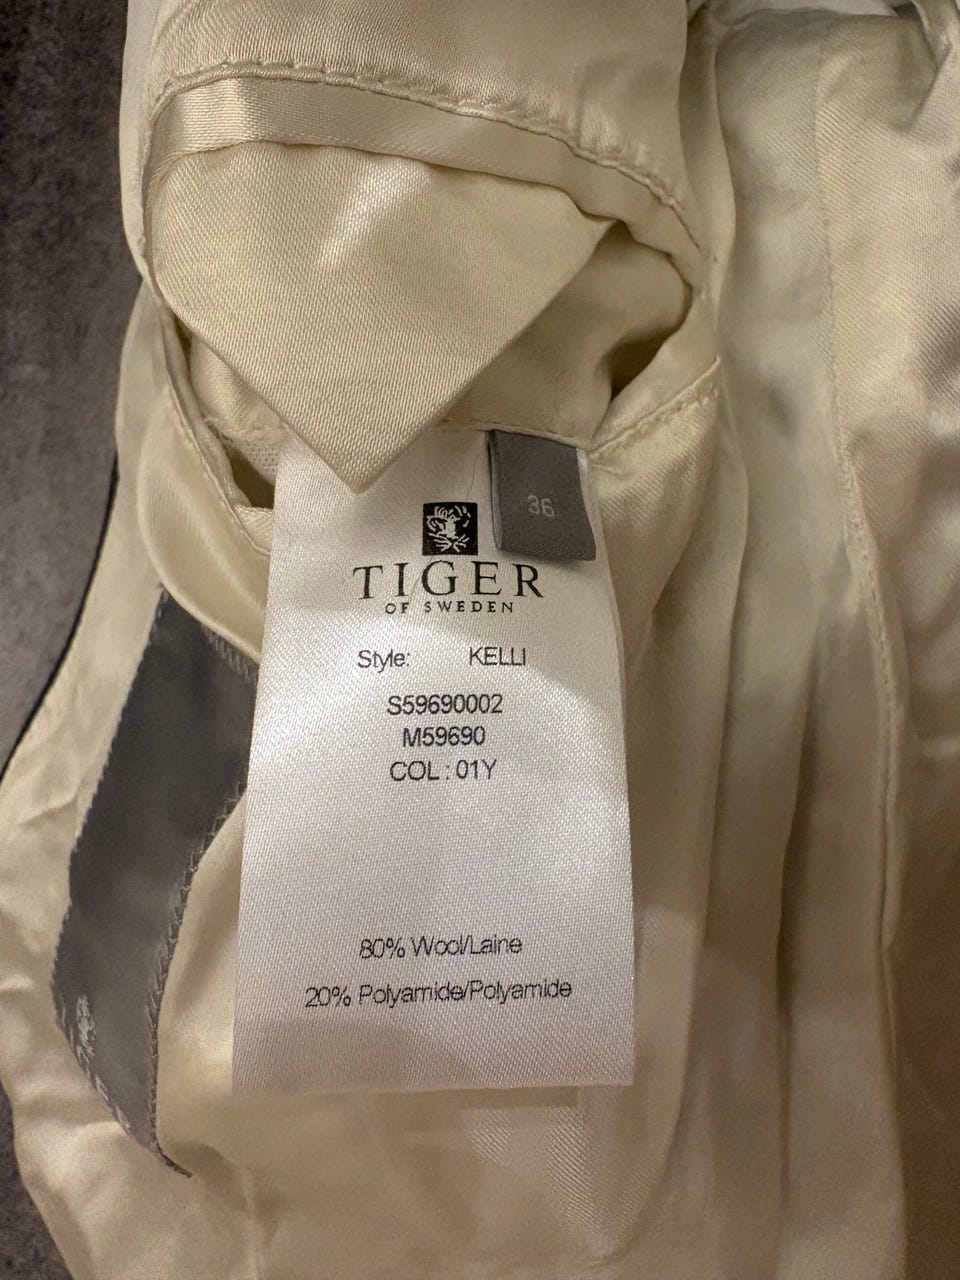 36
TIGER
OF SWEDEN
Style: KELLI
S59690002
M59690
COL : 01Y
80% Wool/Laine
20% Polyamide/Polyamide